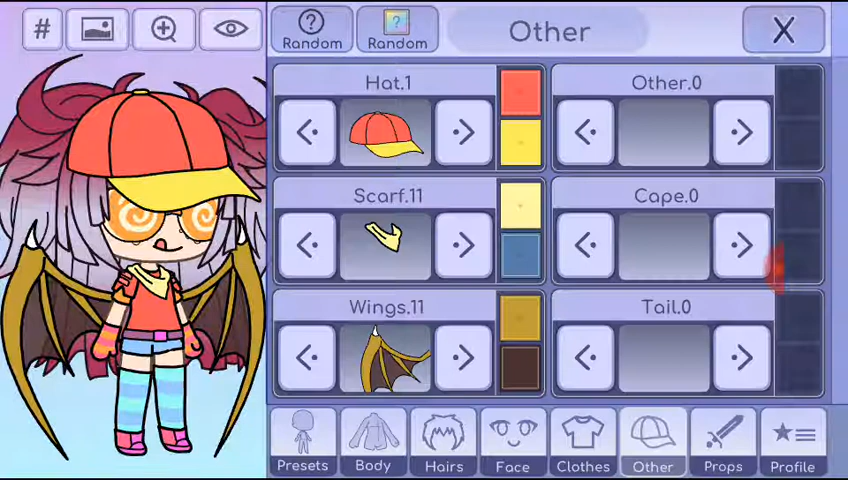 #
Random
Random
Other
X
Hat.1
Other.0
Scarf.11
Cape.0
Wings.11
Tail.0
Presets
Body
Hairs
Face
Clothes
Other
Props
Profile